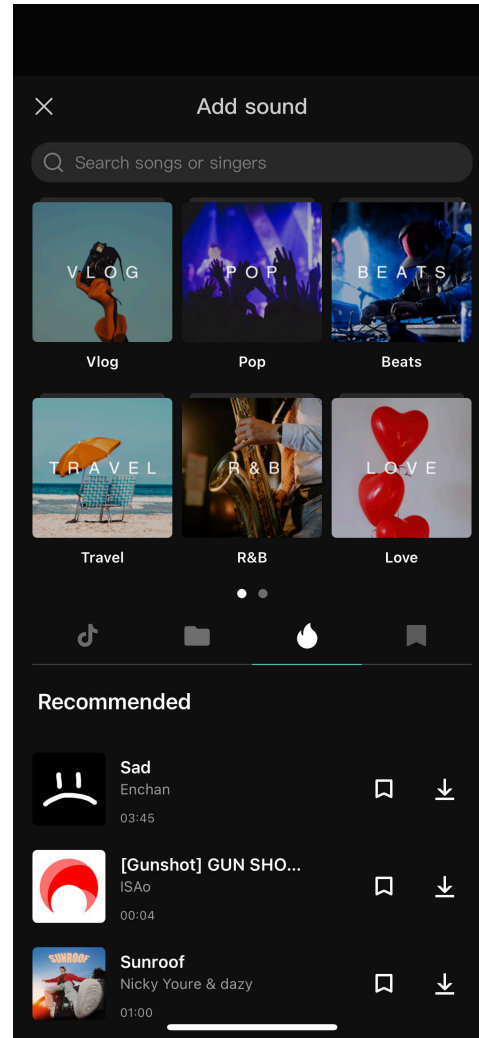 Add sound
Search songs or singers
VLOG
POP
BEATS
Vlog
Pop
Beats
TRAVEL
R&B
LOVE
Travel
R&B
Love
Recommended
Sad
Enchan
03:45
[Gunshot] GUN SHO...
ISAo
00:04
SUNROOF
Sunroof
Nicky Youre & dazy
01:00